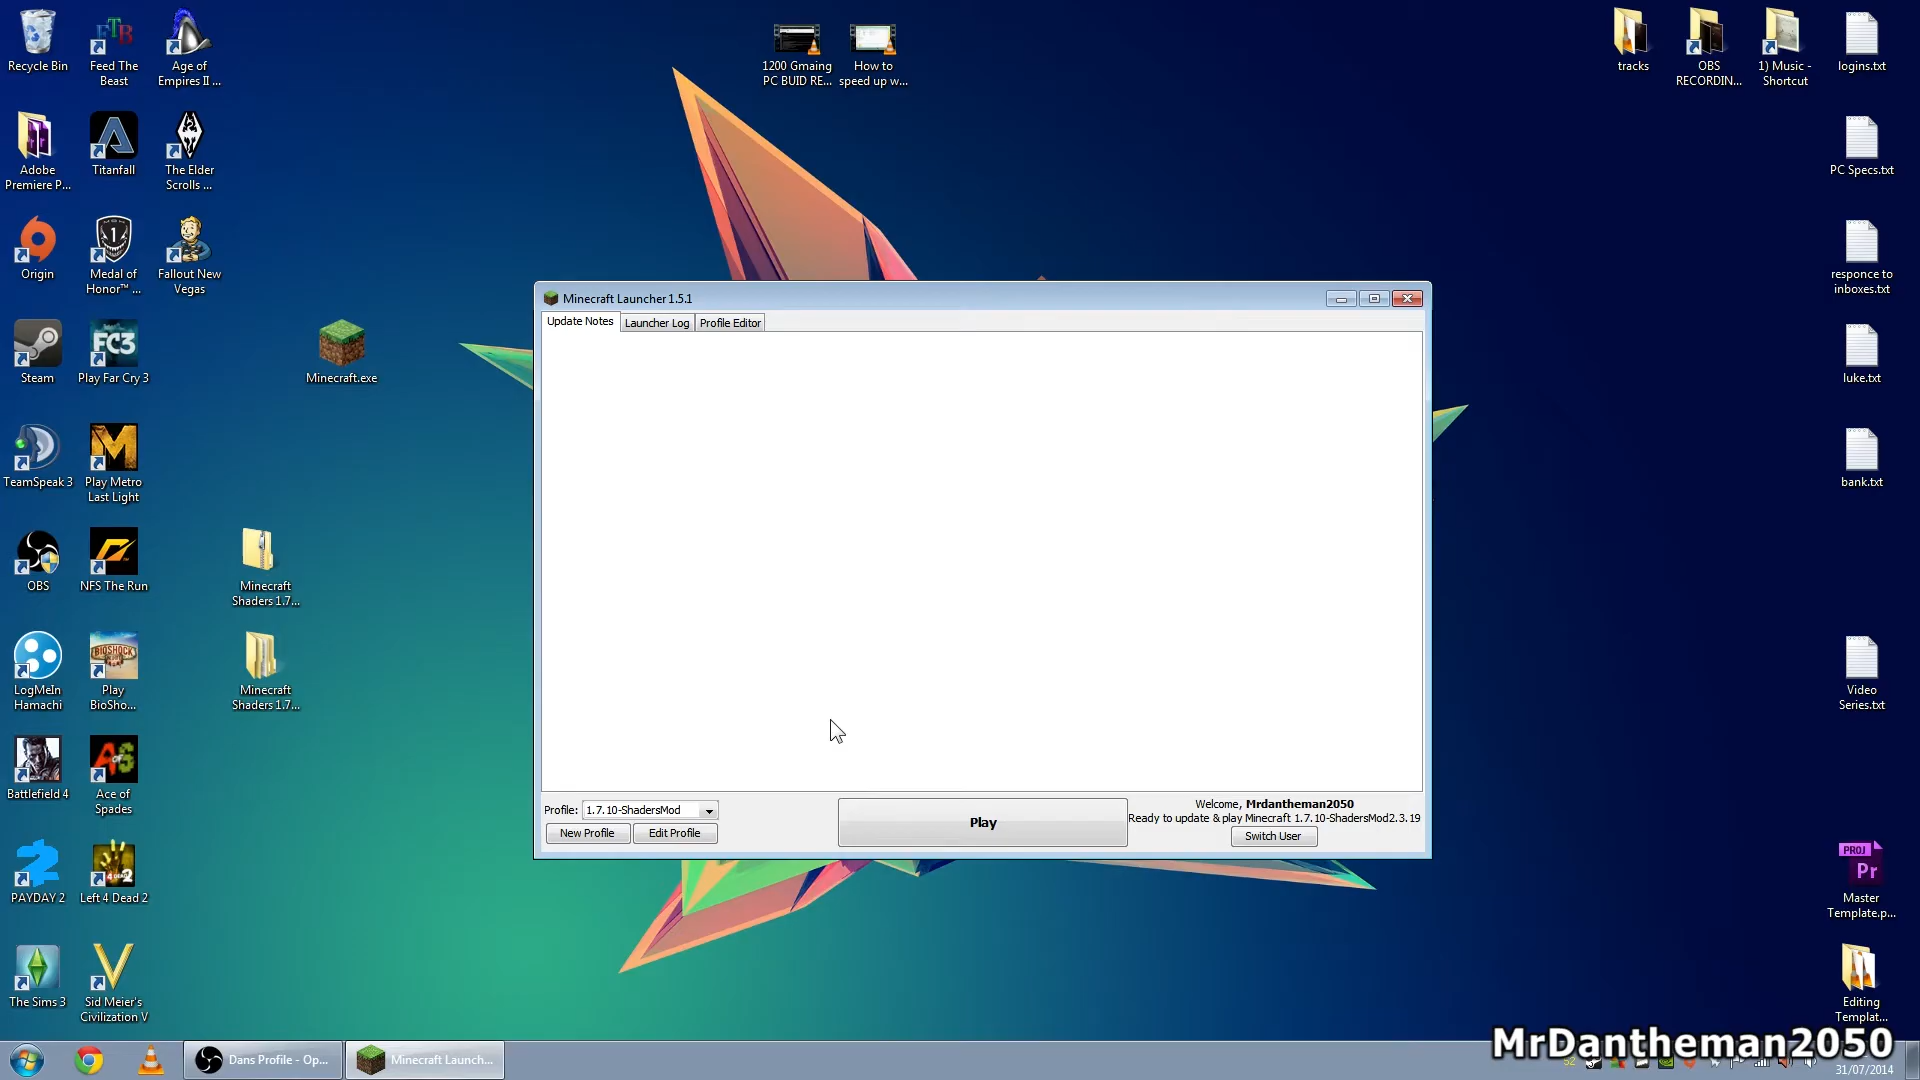 Recycle Bin
Feed The
Beast
Age of
Empires II ...
1200 Gmaing
PC BUID RE...
How to
speed up w...
tracks
OBS
RECORDIN...
1) Music -
Shortcut
logins.txt
Adobe
Premiere P...
Titanfall
The Elder
Scrolls ...
PC Specs.txt
Origin
Medal of
Honor™ ...
Fallout New
Vegas
responce to
inboxes.txt
Steam
FC3
Play Far Cry 3
Minecraft.exe
luke.txt
TeamSpeak 3
Play Metro
Last Light
bank.txt
OBS
NFS The Run
Minecraft
Shaders 1.7...
LogMeIn
Hamachi
BIOSHOCK
Play
BioSho...
Minecraft
Shaders 1.7...
Video
Series.txt
Battlefield 4
Ace of
Spades
PAYDAY 2
Left 4 Dead 2
PROJ
Pr
Master
Template.p...
The Sims 3
Sid Meier's
Civilization V
Editing
Templat...
Minecraft Launcher 1.5.1
Update Notes
Launcher Log
Profile Editor
Profile:
1.7.10-ShadersMod
New Profile
Edit Profile
Play
Welcome, Mrdantheman2050
Ready to update & play Minecraft 1.7.10-ShadersMod2.3.19
Switch User
Dans Profile - Op...
Minecraft Launch...
MrDantheman2050
52
31/07/2014